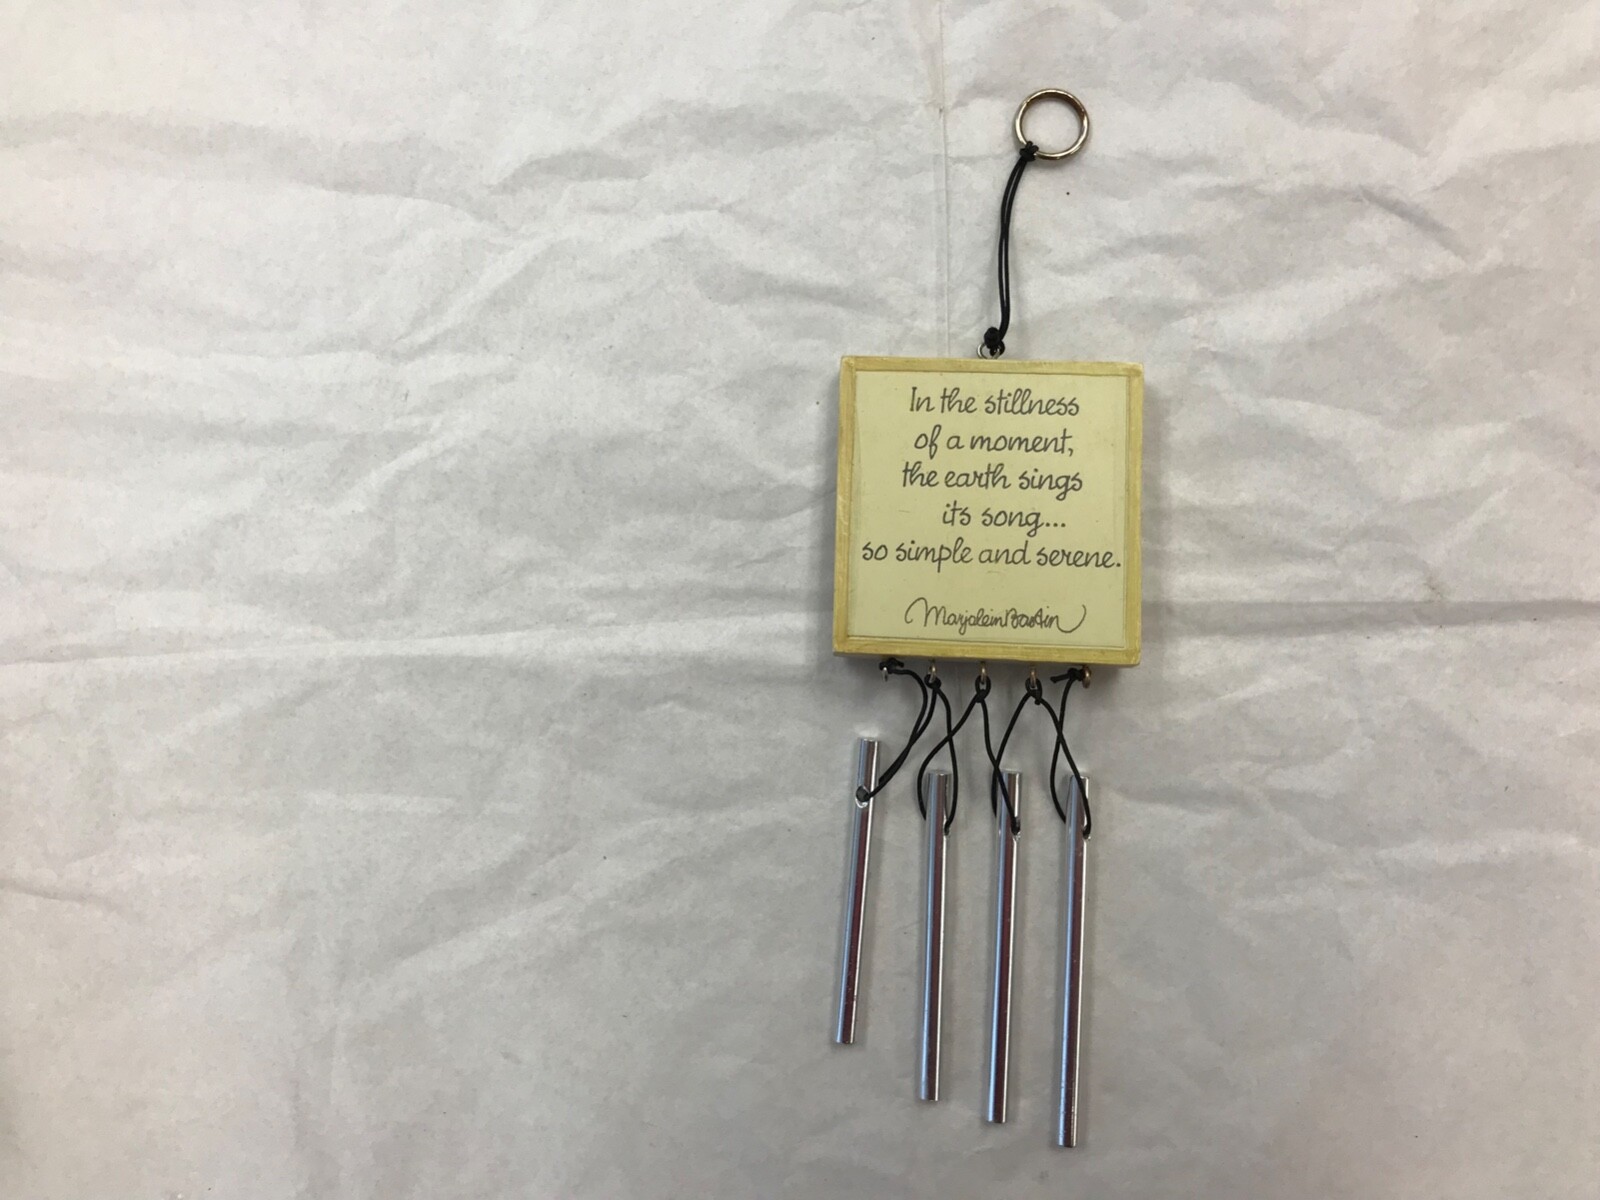 In the stillness
of a moment,
the earth sings
its song...
so simple and serene.
Marjolein Bastin